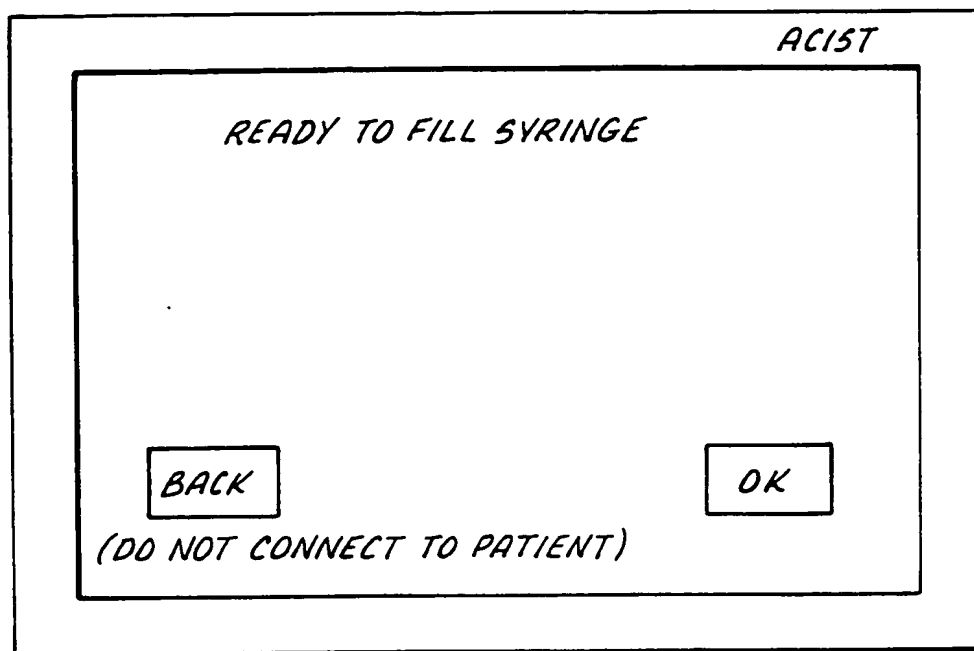 ACIST
READY TO FILL SYRINGE
BACK OK
(DO NOT CONNECT TO PATIENT)